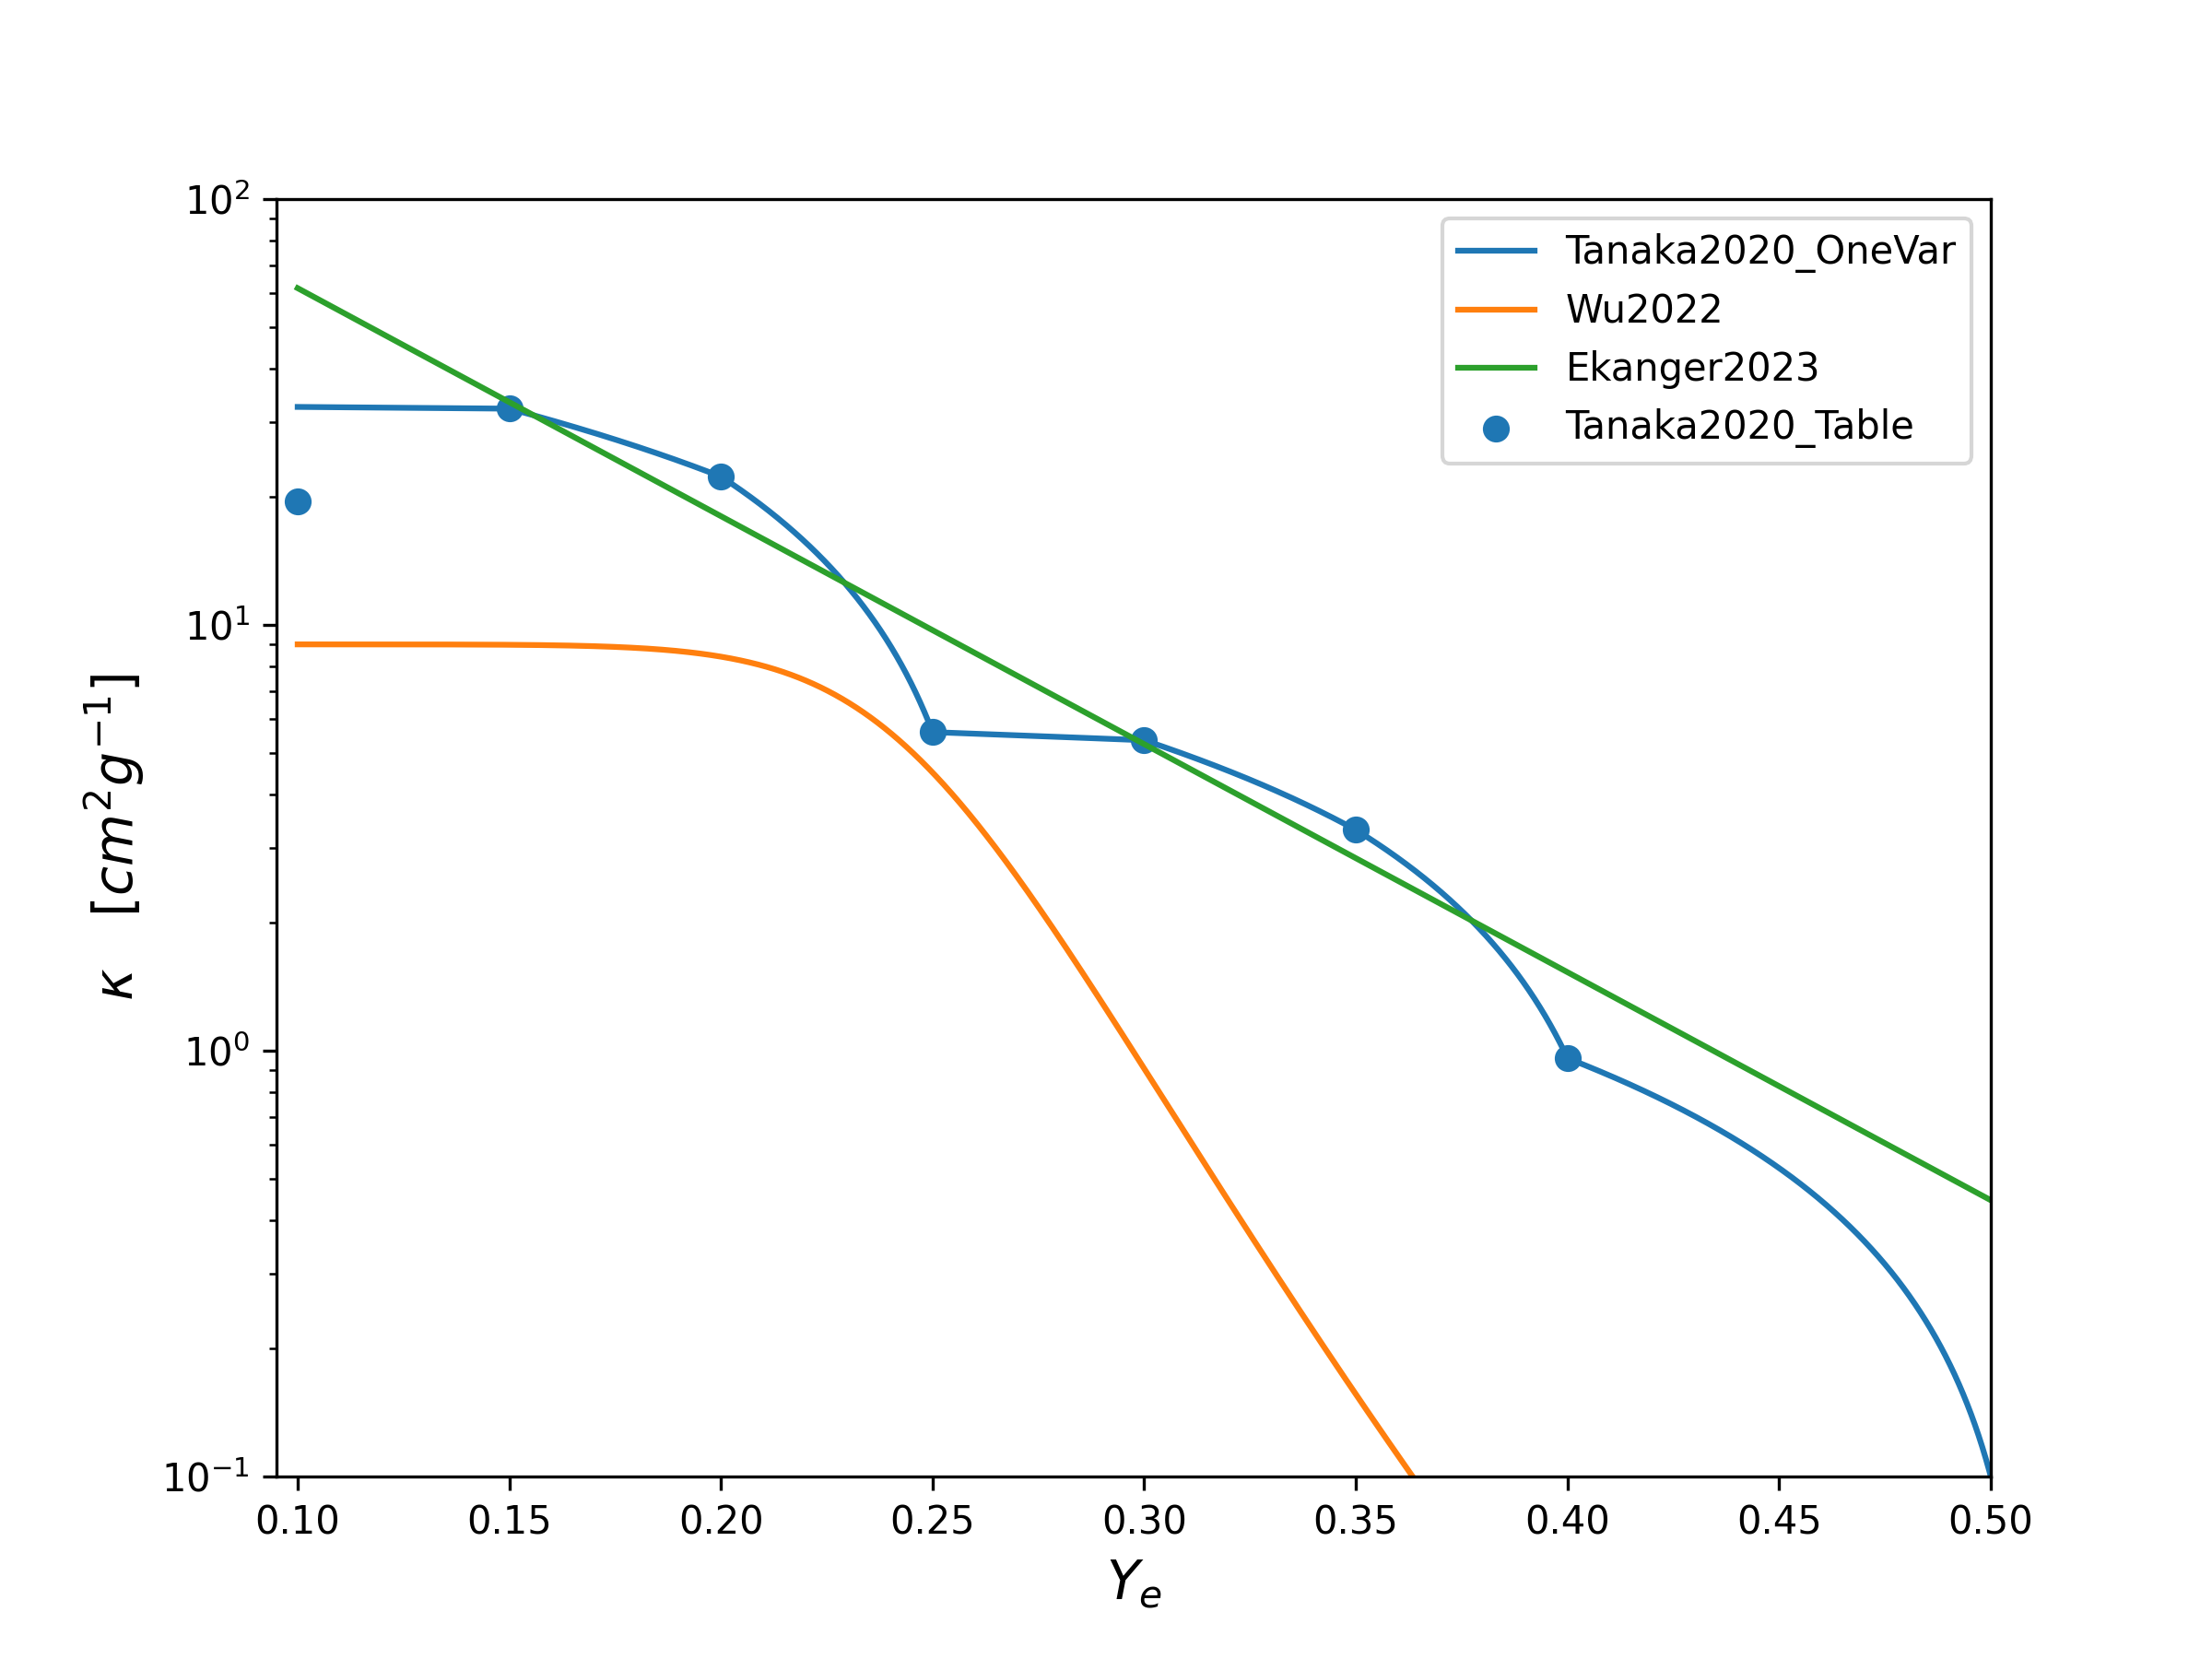 10²
10¹
10⁰
10⁻¹
κ [cm²g⁻¹]
Tanaka2020_OneVar
Wu2022
Ekanger2023
Tanaka2020_Table
0.10 0.15 0.20 0.25 0.30 0.35 0.40 0.45 0.50
Yₑ